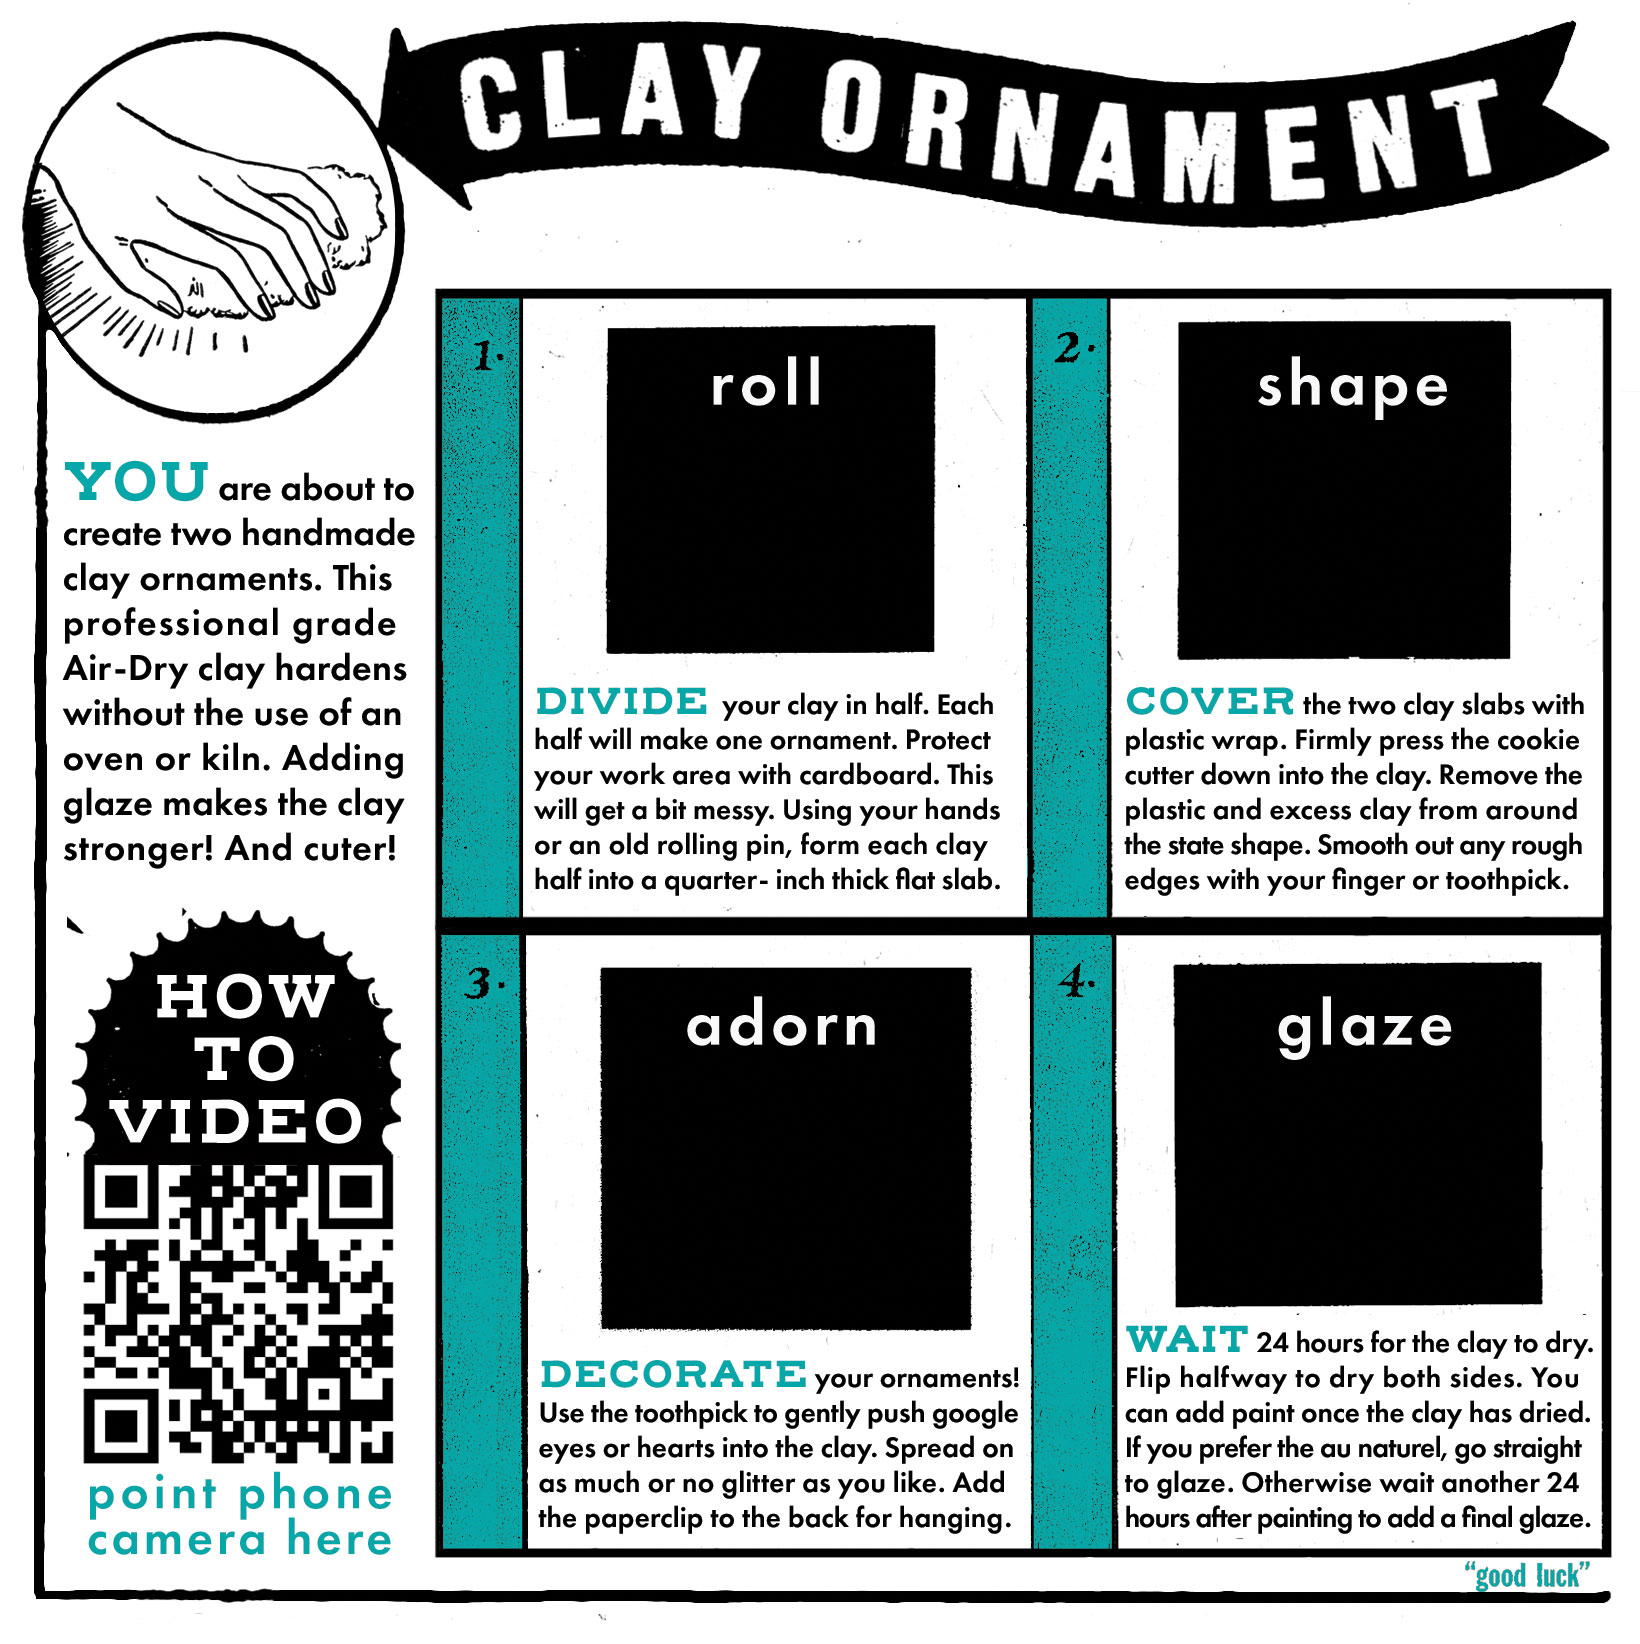 CLAY ORNAMENT
YOU are about to
create two handmade
clay ornaments. This
professional grade
Air-Dry clay hardens
without the use of an
oven or kiln. Adding
glaze makes the clay
stronger! And cuter!
HOW
TO
VIDEO
point phone
camera here
1.
roll
DIVIDE your clay in half. Each
half will make one ornament. Protect
your work area with cardboard. This
will get a bit messy. Using your hands
or an old rolling pin, form each clay
half into a quarter- inch thick flat slab.
2.
shape
COVER the two clay slabs with
plastic wrap. Firmly press the cookie
cutter down into the clay. Remove the
plastic and excess clay from around
the state shape. Smooth out any rough
edges with your finger or toothpick.
3.
adorn
DECORATE your ornaments!
Use the toothpick to gently push google
eyes or hearts into the clay. Spread on
as much or no glitter as you like. Add
the paperclip to the back for hanging.
4.
glaze
WAIT 24 hours for the clay to dry.
Flip halfway to dry both sides. You
can add paint once the clay has dried.
If you prefer the au naturel, go straight
to glaze. Otherwise wait another 24
hours after painting to add a final glaze.
"good luck"